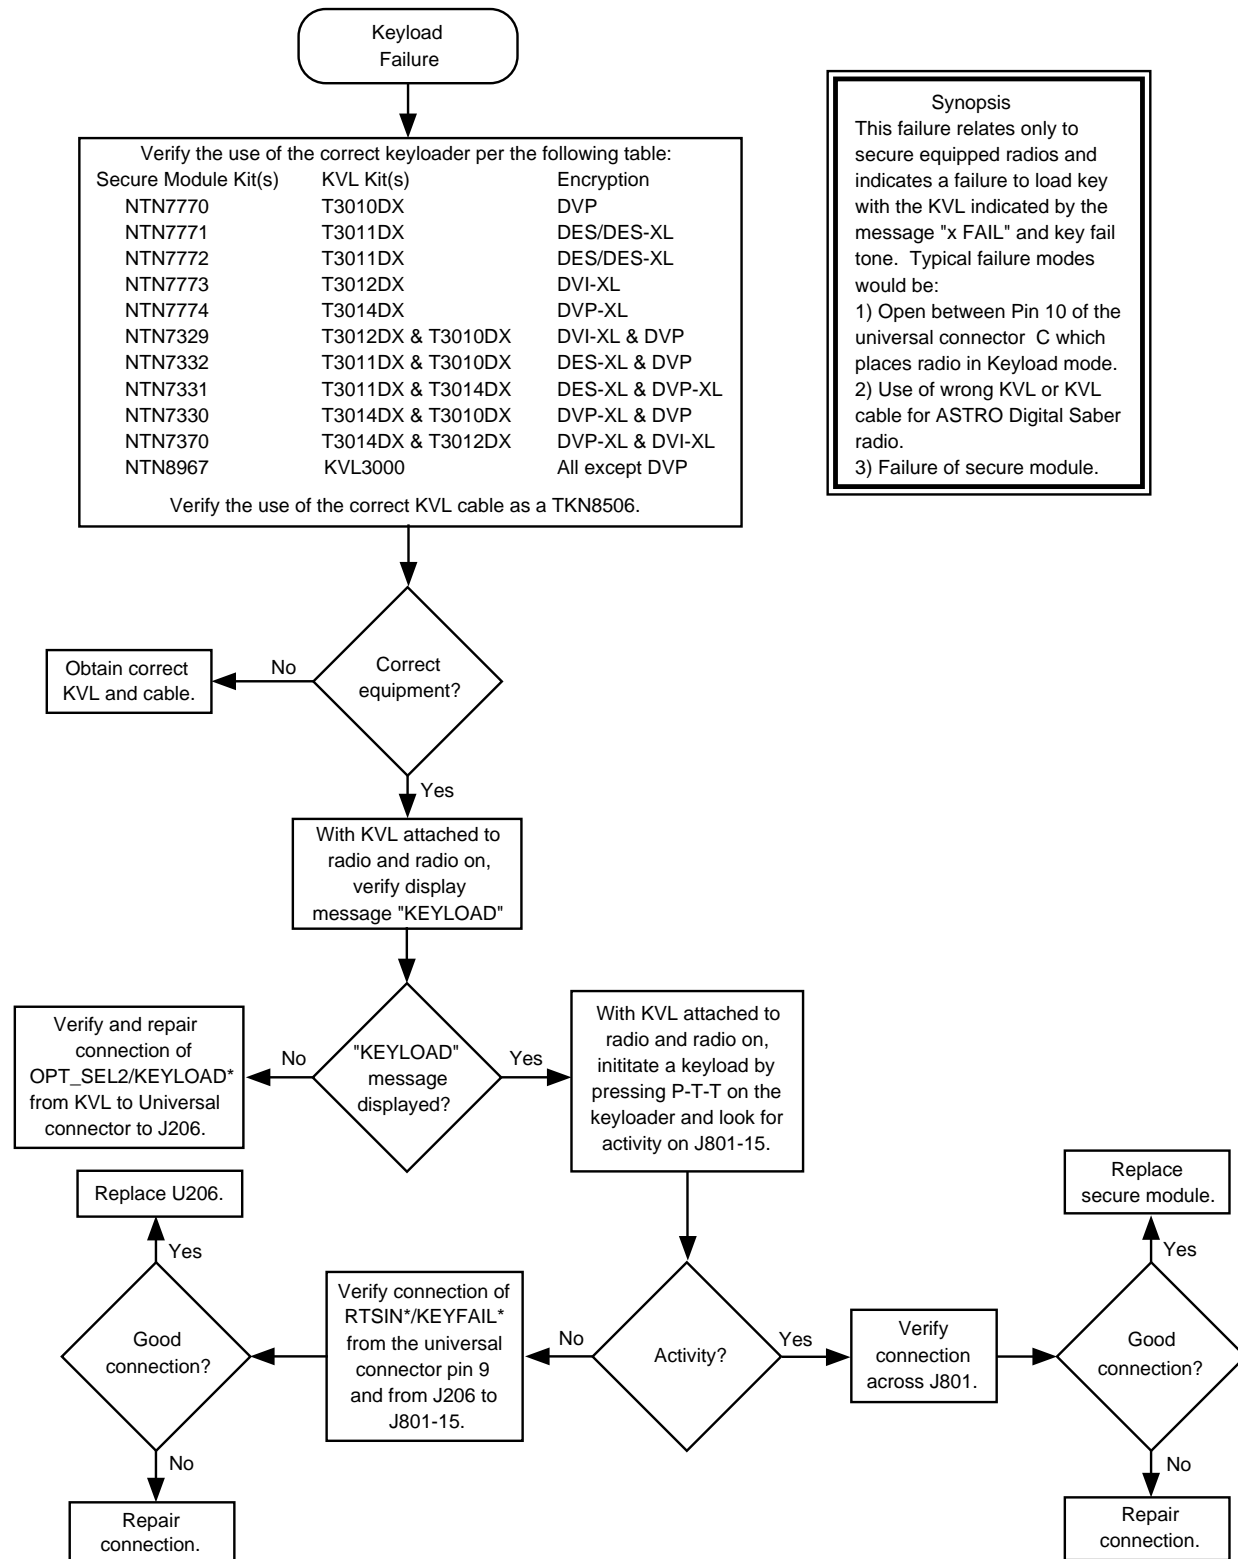 Keyload
Failure
Verify the use of the correct keyloader per the following table:
Secure Module Kit(s) KVL Kit(s) Encryption
NTN7770 T3010DX DVP
NTN7771 T3011DX DES/DES-XL
NTN7772 T3011DX DES/DES-XL
NTN7773 T3012DX DVI-XL
NTN7774 T3014DX DVP-XL
NTN7329 T3012DX & T3010DX DVI-XL & DVP
NTN7332 T3011DX & T3010DX DES-XL & DVP
NTN7331 T3011DX & T3014DX DES-XL & DVP-XL
NTN7330 T3014DX & T3010DX DVP-XL & DVP
NTN7370 T3014DX & T3012DX DVP-XL & DVI-XL
NTN8967 KVL3000 All except DVP
Verify the use of the correct KVL cable as a TKN8506.
Synopsis
This failure relates only to
secure equipped radios and
indicates a failure to load key
with the KVL indicated by the
message "x FAIL" and key fail
tone. Typical failure modes
would be:
1) Open between Pin 10 of the
universal connector C which
places radio in Keyload mode.
2) Use of wrong KVL or KVL
cable for ASTRO Digital Saber
radio.
3) Failure of secure module.
Correct
equipment?
No
Obtain correct
KVL and cable.
Yes
With KVL attached to
radio and radio on,
verify display
message "KEYLOAD"
"KEYLOAD"
message
displayed?
No
Verify and repair
connection of
OPT_SEL2/KEYLOAD*
from KVL to Universal
connector to J206.
Yes
With KVL attached to
radio and radio on,
inititate a keyload by
pressing P-T-T on the
keyloader and look for
activity on J801-15.
Activity?
No
Verify connection of
RTSIN*/KEYFAIL*
from the universal
connector pin 9
and from J206 to
J801-15.
Good
connection?
Yes
Replace U206.
No
Repair
connection.
Yes
Verify
connection
across J801.
Good
connection?
Yes
Replace
secure module.
No
Repair
connection.